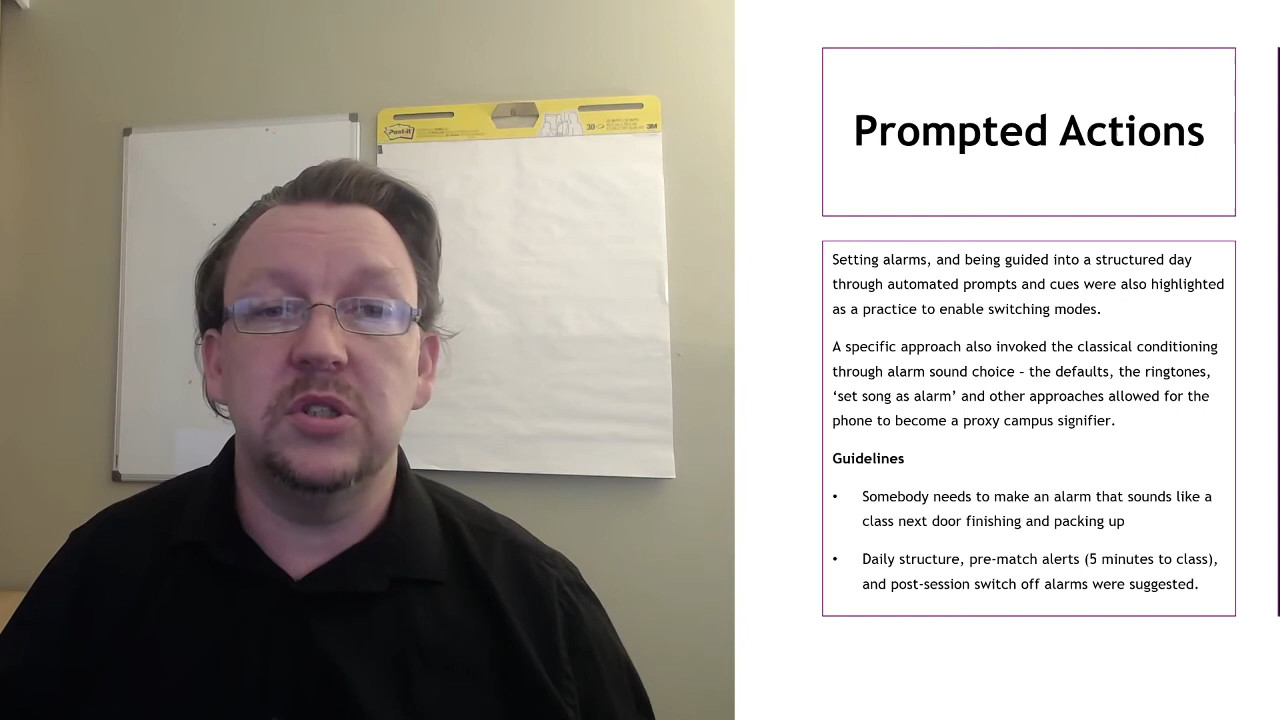 Post-it
30
3M
Prompted Actions
Setting alarms, and being guided into a structured day
through automated prompts and cues were also highlighted
as a practice to enable switching modes.
A specific approach also invoked the classical conditioning
through alarm sound choice – the defaults, the ringtones,
‘set song as alarm’ and other approaches allowed for the
phone to become a proxy campus signifier.
Guidelines
• Somebody needs to make an alarm that sounds like a
class next door finishing and packing up
• Daily structure, pre-match alerts (5 minutes to class),
and post-session switch off alarms were suggested.